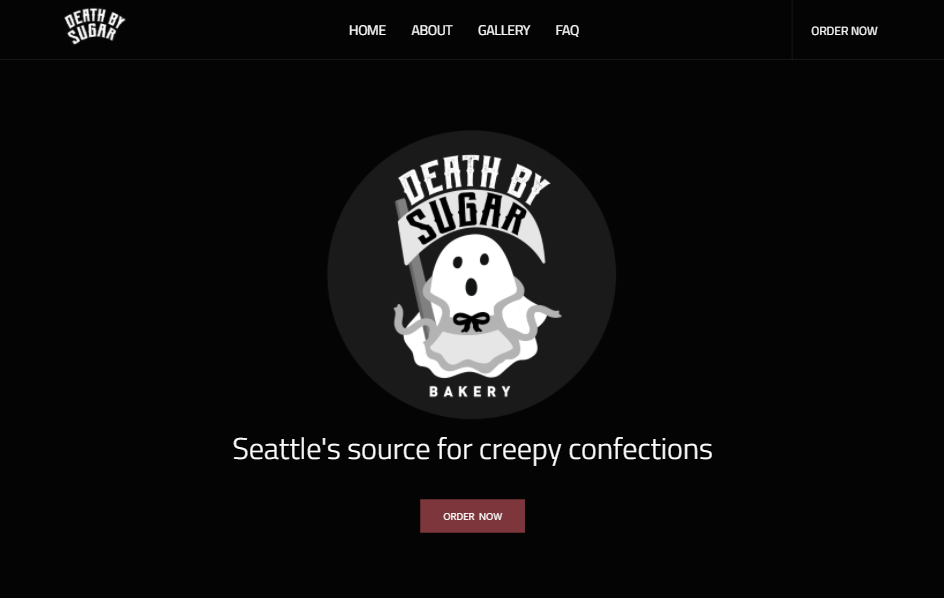 DEATH BY
SUGAR
HOME ABOUT GALLERY FAQ
ORDER NOW
DEATH BY
SUGAR
BAKERY
Seattle's source for creepy confections
ORDER NOW